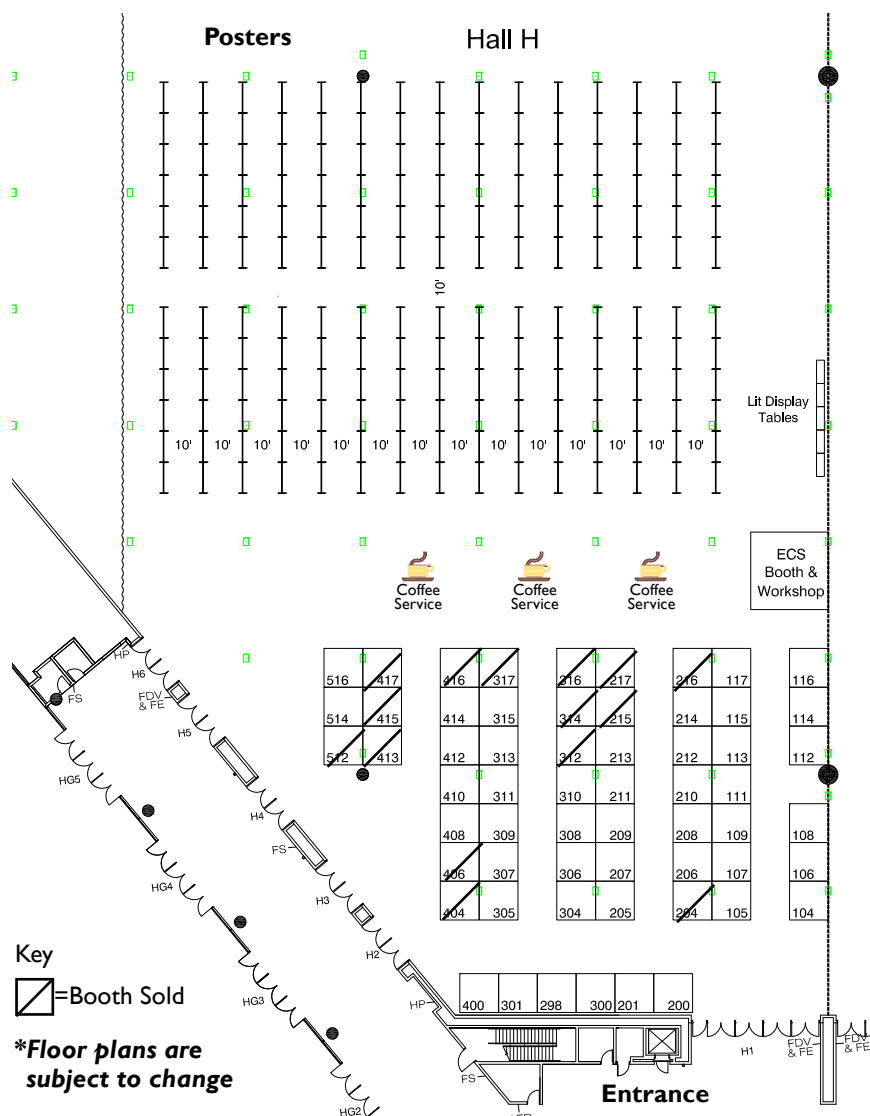 Posters
Hall H
10'
Lit Display
Tables
10' 10' 10' 10' 10' 10' 10' 10' 10' 10' 10' 10' 10' 10'
Coffee
Service
Coffee
Service
Coffee
Service
ECS
Booth &
Workshop
HP
H6
FS
FDV
& FE
H5
HG5
H4
FS
HG4
H3
H2
HG3
HP
HG2
FS
516 417 416 317 316 217 216 117 116
514 415 414 315 314 215 214 115 114
512 413 412 313 312 213 212 113 112
410 311 310 211 210 111
408 309 308 209 208 109 108
406 307 306 207 206 107 106
404 305 304 205 204 105 104
400 301 298 300 201 200
Key
=Booth Sold
*Floor plans are
subject to change
H1
FDV
& FE
FDV
& FE
Entrance